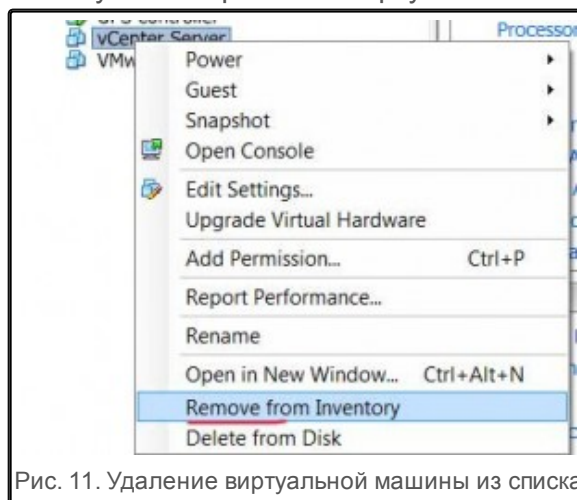 vCenter Server
Processor
Power
Guest
Snapshot
Open Console
Edit Settings...
Upgrade Virtual Hardware
Add Permission... Ctrl+P
Report Performance...
Rename
Open in New Window... Ctrl+Alt+N
Remove from Inventory
Delete from Disk
Рис. 11. Удаление виртуальной машины из списка